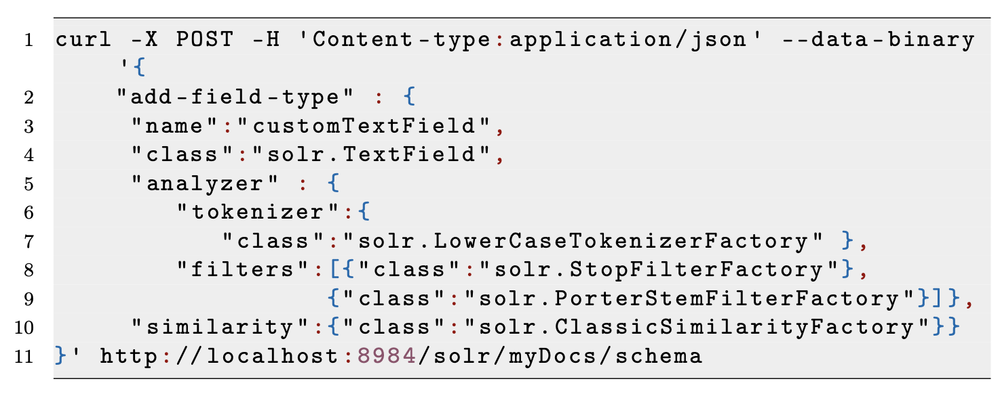 1 curl -X POST -H 'Content-type:application/json' --data-binary
'{
2 "add-field-type" : {
3 "name":"customTextField",
4 "class":"solr.TextField",
5 "analyzer" : {
6 "tokenizer":{
7 "class":"solr.LowerCaseTokenizerFactory" },
8 "filters":[{"class":"solr.StopFilterFactory"},
9 {"class":"solr.PorterStemFilterFactory"}]},
10 "similarity":{"class":"solr.ClassicSimilarityFactory"}}
11 }' http://localhost:8984/solr/myDocs/schema